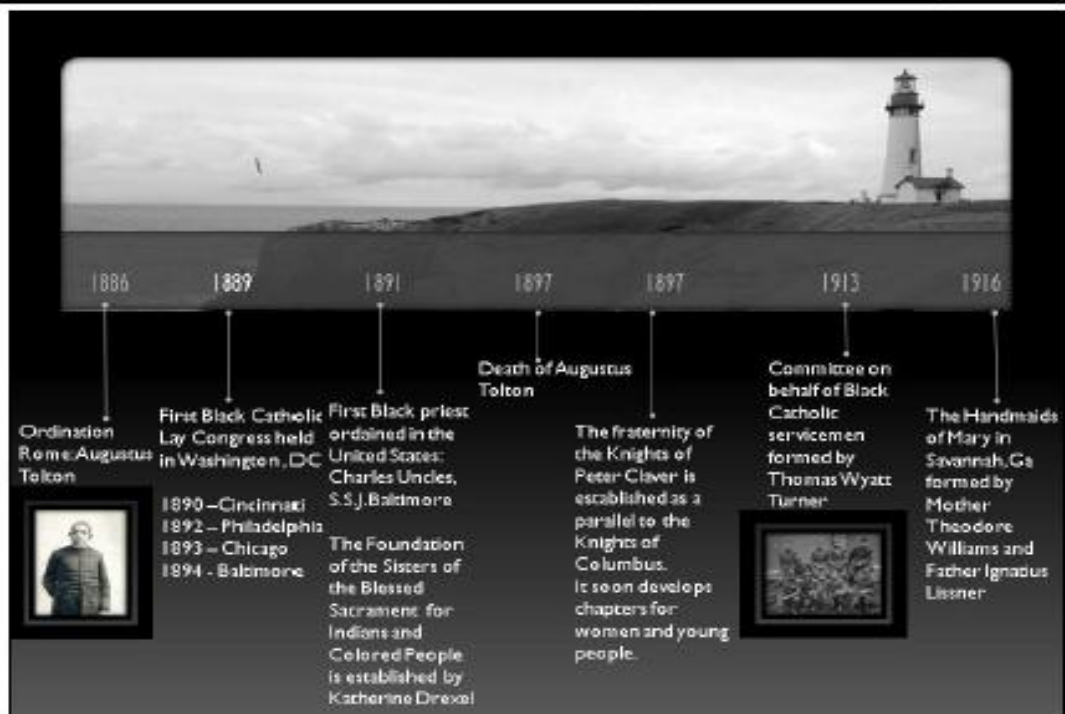 1886
1889
1891
1897
1897
1913
1916
Ordination
Rome: Augustus
Tolton
First Black Catholic
Lay Congress held
in Washington, DC
1890 – Cincinnati
1892 – Philadelphia
1893 – Chicago
1894 - Baltimore
First Black priest
ordained in the
United States:
Charles Uncles,
S.S.J. Baltimore
The Foundation
of the Sisters of
the Blessed
Sacrament for
Indians and
Colored People
is established by
Katherine Drexel
Death of Augustus
Tolton
The fraternity of
the Knights of
Peter Claver is
established as a
parallel to the
Knights of
Columbus.
It soon develops
chapters for
women and young
people.
Committee on
behalf of Black
Catholic
servicemen
formed by
Thomas Wyatt
Turner
The Handmaids
of Mary in
Savannah, Ga
formed by
Mother
Theodore
Williams and
Father Ignatius
Lissner